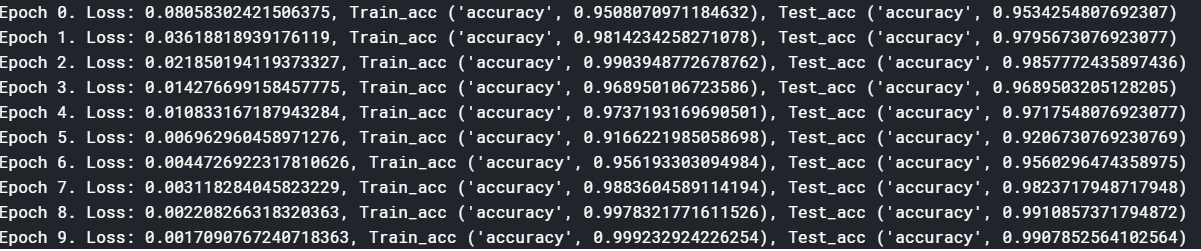 Epoch 0. Loss: 0.08058302421506375, Train_acc ('accuracy', 0.9508070971184632), Test_acc ('accuracy', 0.9534254807692307)
Epoch 1. Loss: 0.03618818939176119, Train_acc ('accuracy', 0.9814234258271078), Test_acc ('accuracy', 0.9795673076923077)
Epoch 2. Loss: 0.021850194119373327, Train_acc ('accuracy', 0.9903948772678762), Test_acc ('accuracy', 0.9857772435897436)
Epoch 3. Loss: 0.014276699158457775, Train_acc ('accuracy', 0.968950106723586), Test_acc ('accuracy', 0.9689503205128205)
Epoch 4. Loss: 0.010833167187943284, Train_acc ('accuracy', 0.9737193169690501), Test_acc ('accuracy', 0.9717548076923077)
Epoch 5. Loss: 0.006962960458971276, Train_acc ('accuracy', 0.9166221985058698), Test_acc ('accuracy', 0.9206730769230769)
Epoch 6. Loss: 0.0044726922317810626, Train_acc ('accuracy', 0.956193303094984), Test_acc ('accuracy', 0.9560296474358975)
Epoch 7. Loss: 0.003118284045823229, Train_acc ('accuracy', 0.9883604589114194), Test_acc ('accuracy', 0.9823717948717948)
Epoch 8. Loss: 0.002208266318320363, Train_acc ('accuracy', 0.9978321771611526), Test_acc ('accuracy', 0.9910857371794872)
Epoch 9. Loss: 0.0017090767240718363, Train_acc ('accuracy', 0.999232924226254), Test_acc ('accuracy', 0.9907852564102564)